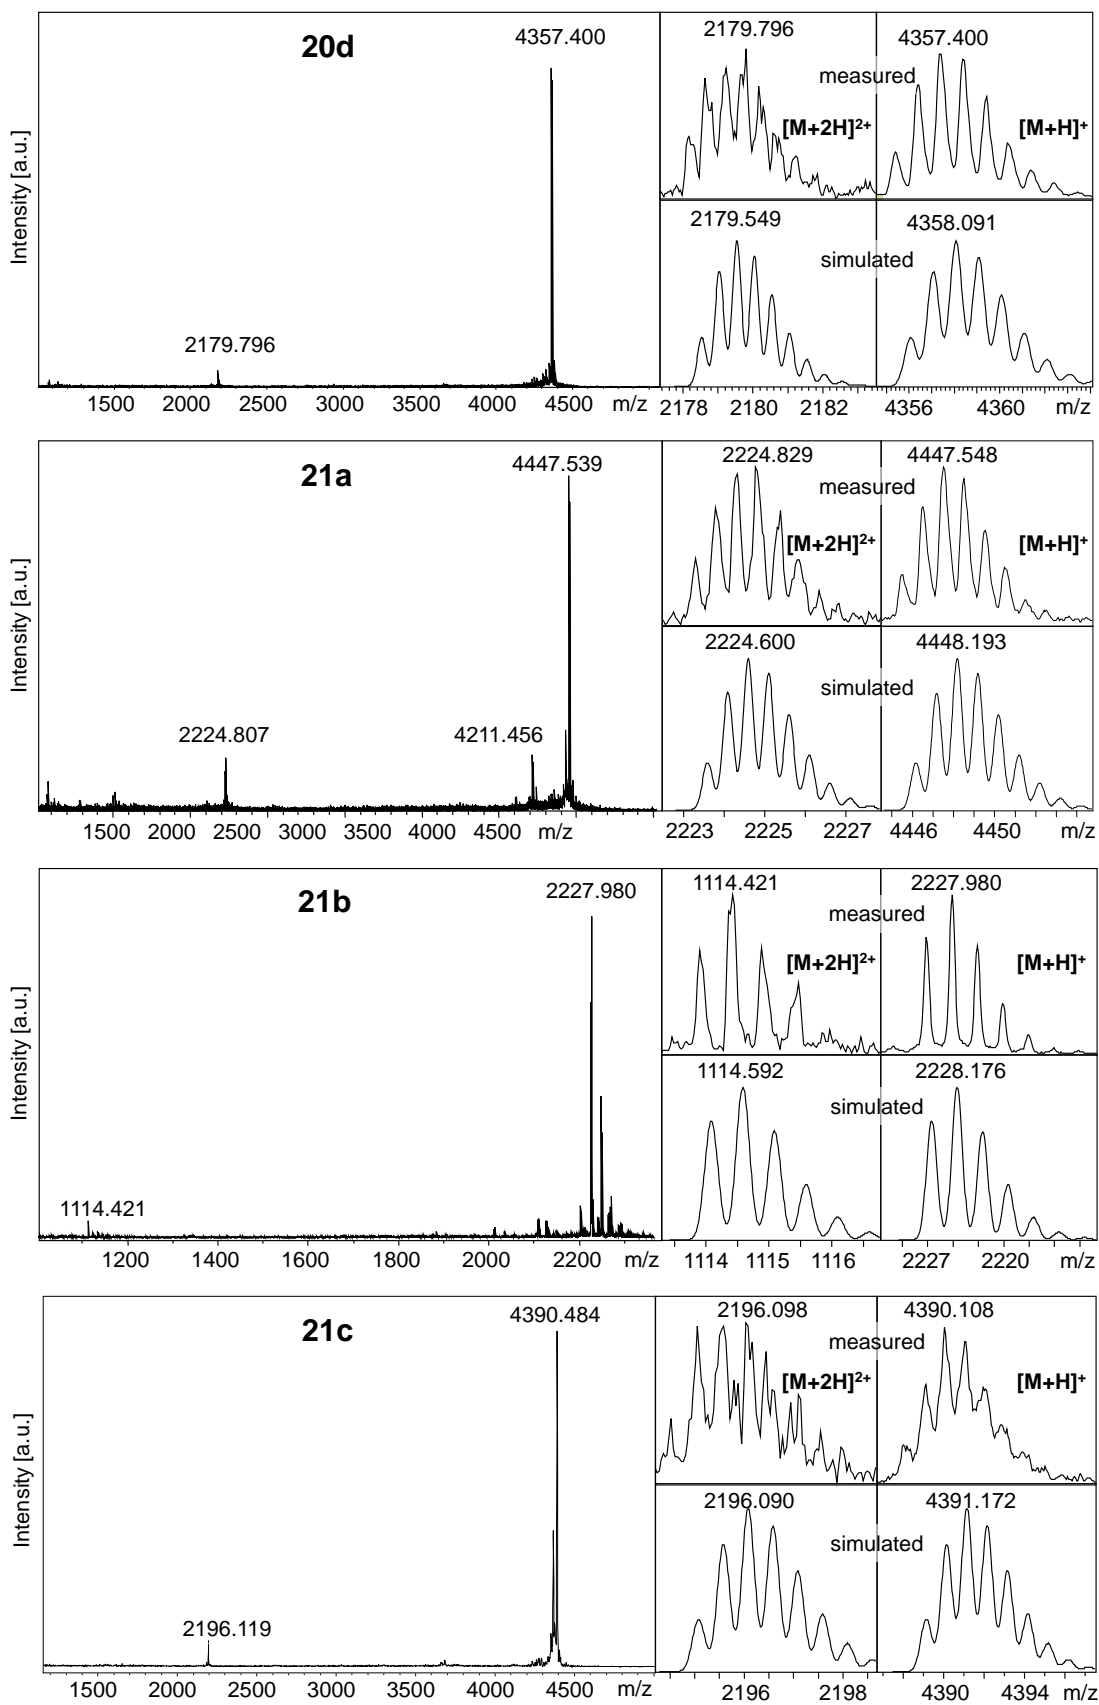 20d
4357.400
2179.796
Intensity [a.u.]
1500 2000 2500 3000 3500 4000 4500 m/z
2179.796
4357.400
measured
[M+2H]²⁺
[M+H]⁺
2179.549
4358.091
simulated
2178 2180 2182
4356 4360 m/z
21a
4447.539
2224.807
4211.456
Intensity [a.u.]
1500 2000 2500 3000 3500 4000 4500 m/z
2224.829
4447.548
measured
[M+2H]²⁺
[M+H]⁺
2224.600
4448.193
simulated
2223 2225 2227
4446 4450 m/z
21b
2227.980
1114.421
Intensity [a.u.]
1200 1400 1600 1800 2000 2200 m/z
1114.421
2227.980
measured
[M+2H]²⁺
[M+H]⁺
1114.592
2228.176
simulated
1114 1115 1116
2227 2220 m/z
21c
4390.484
2196.119
Intensity [a.u.]
1500 2000 2500 3000 3500 4000 4500 m/z
2196.098
4390.108
measured
[M+2H]²⁺
[M+H]⁺
2196.090
4391.172
simulated
2196 2198
4390 4394 m/z